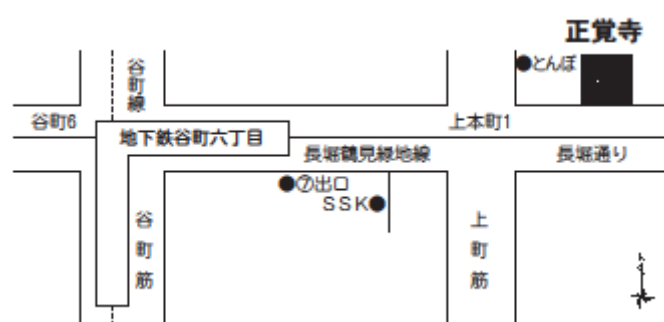 正覚寺
●とんぼ
谷町線
谷町6
上本町1
地下鉄谷町六丁目
長堀鶴見緑地線
長堀通り
●⑦出口
SSK●
谷町筋
上町筋